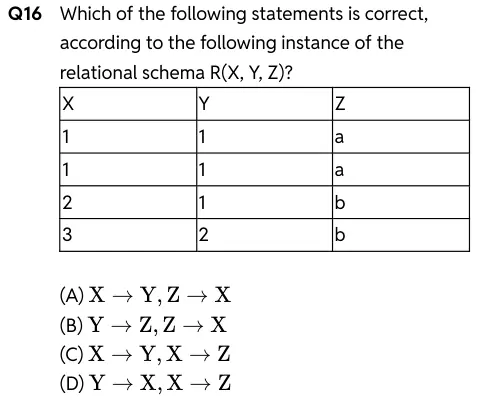 Q16 Which of the following statements is correct,
according to the following instance of the
relational schema R(X, Y, Z)?
X Y Z
1 1 a
1 1 a
2 1 b
3 2 b
(A) X → Y, Z → X
(B) Y → Z, Z → X
(C) X → Y, X → Z
(D) Y → X, X → Z